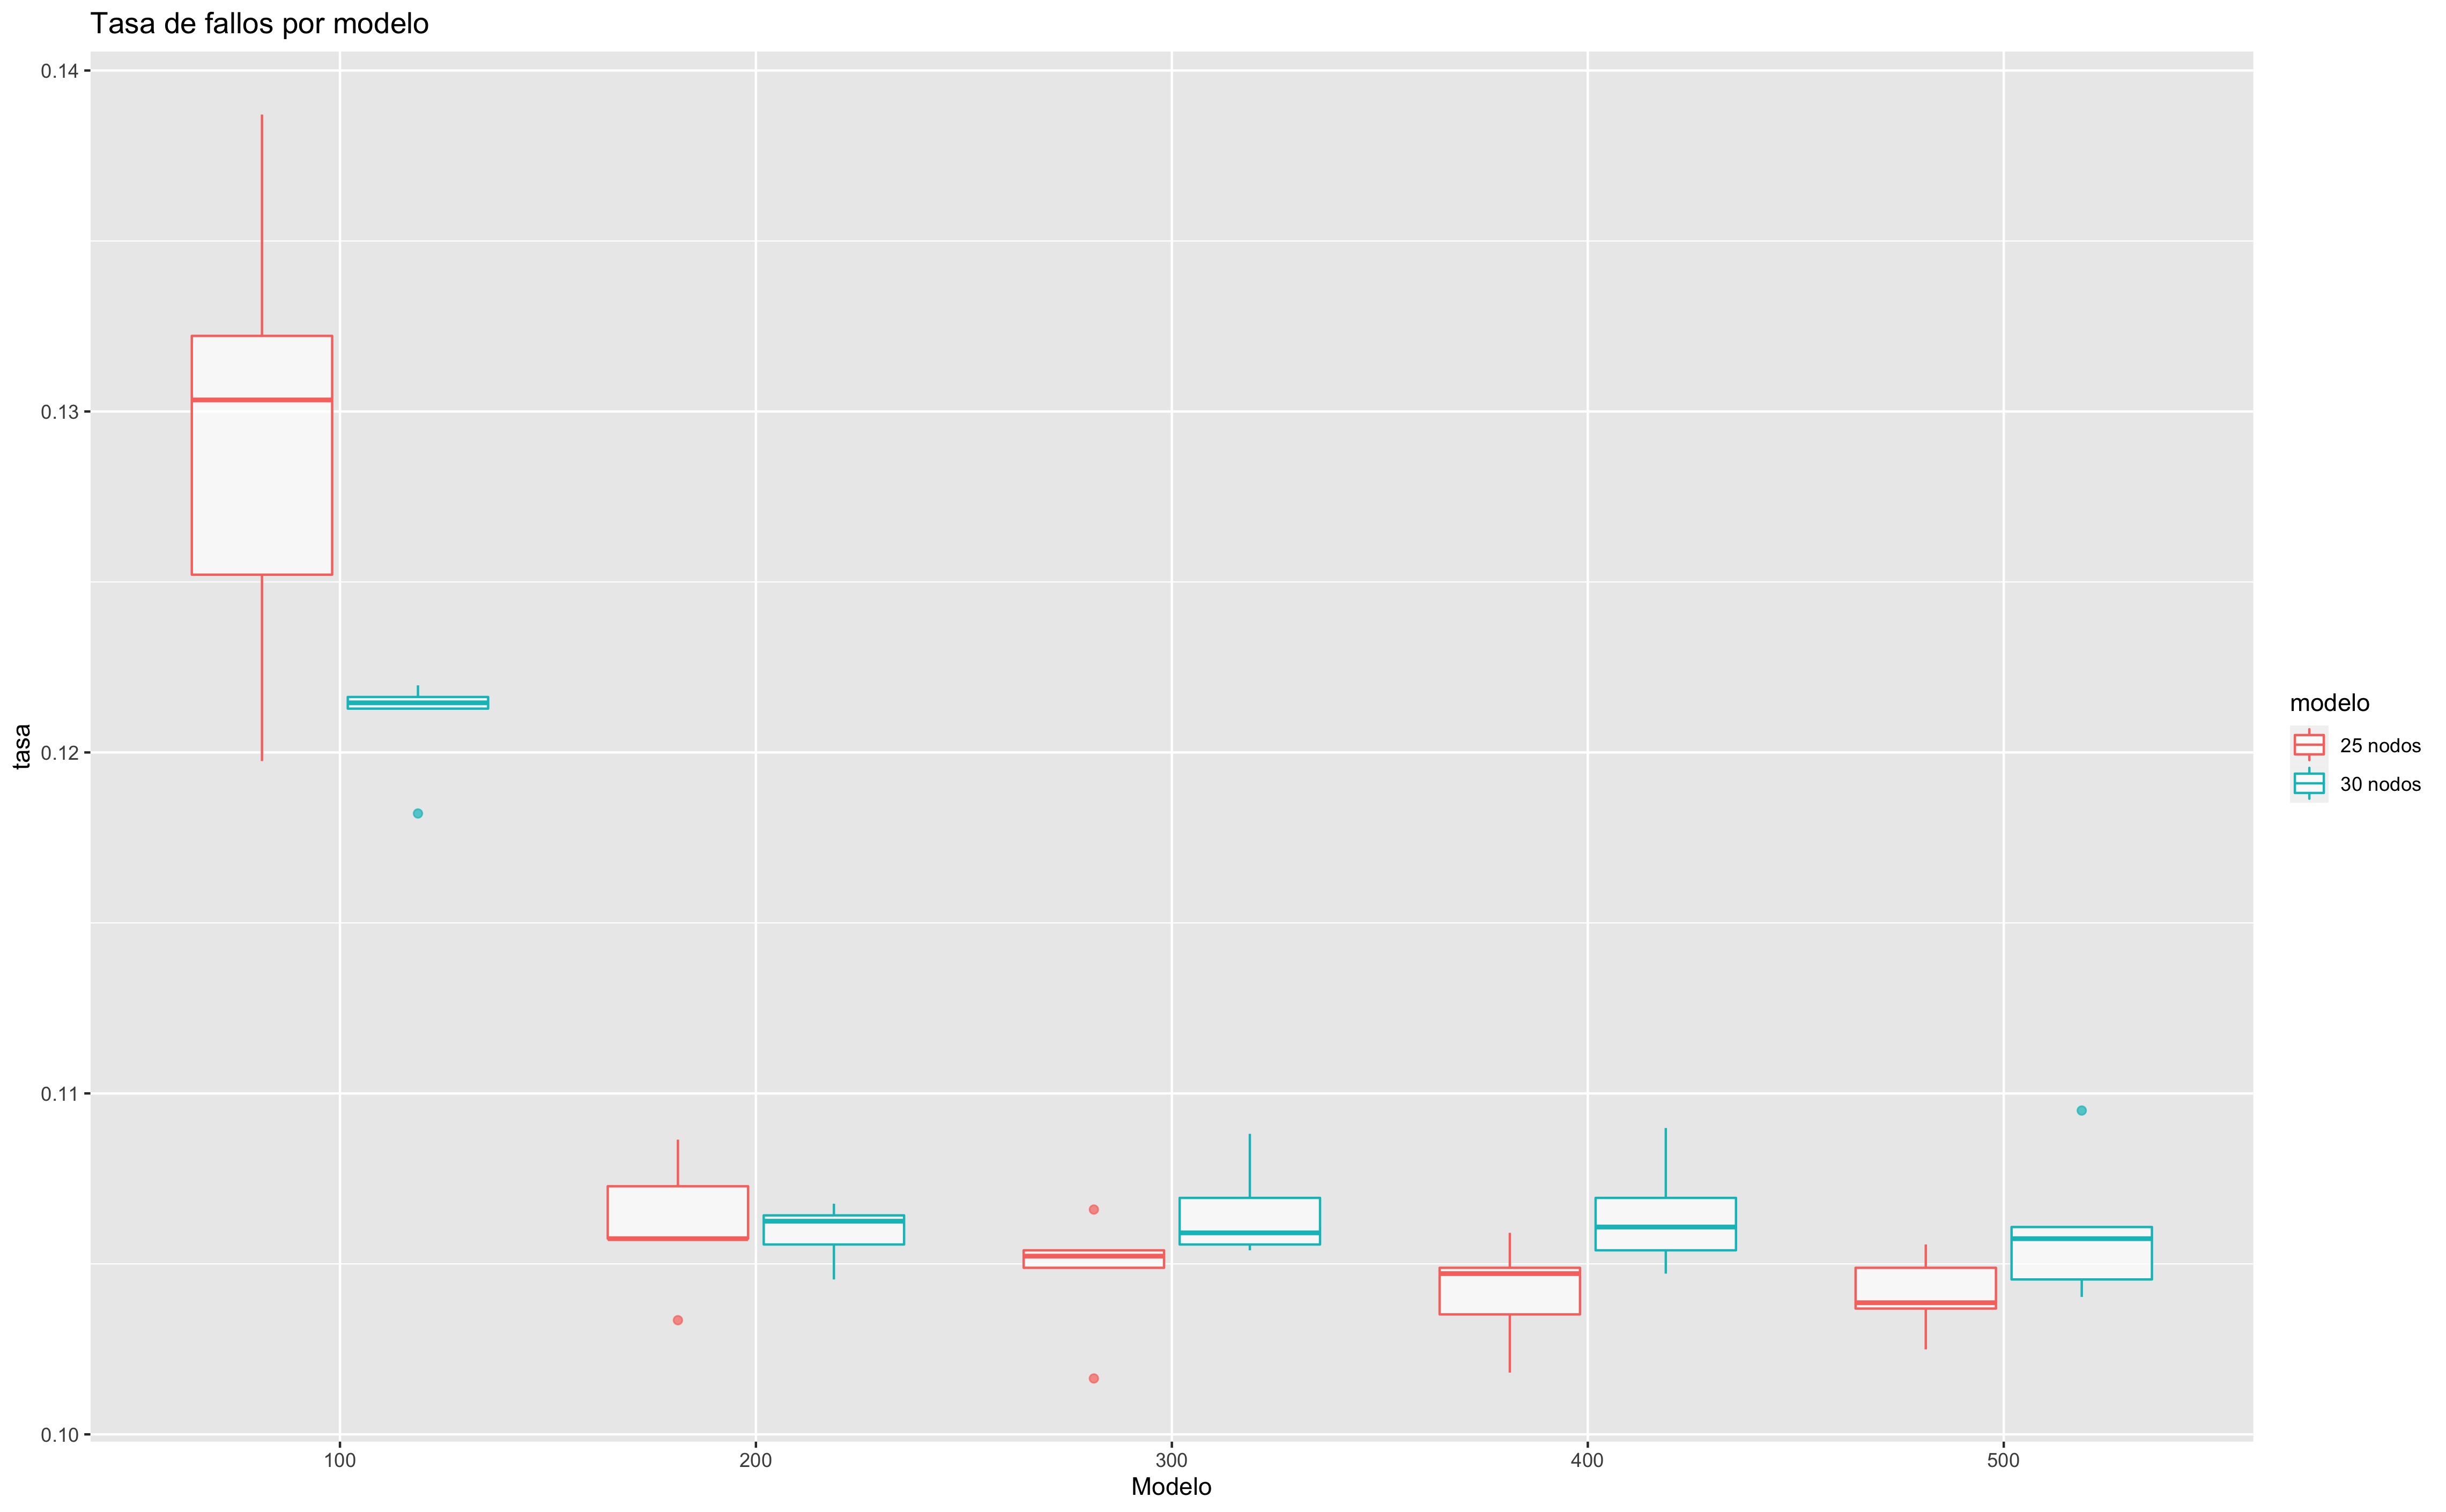 Tasa de fallos por modelo
tasa
0.14
0.13
0.12
0.11
0.10
100 200 300 400 500
Modelo
modelo
25 nodos
30 nodos